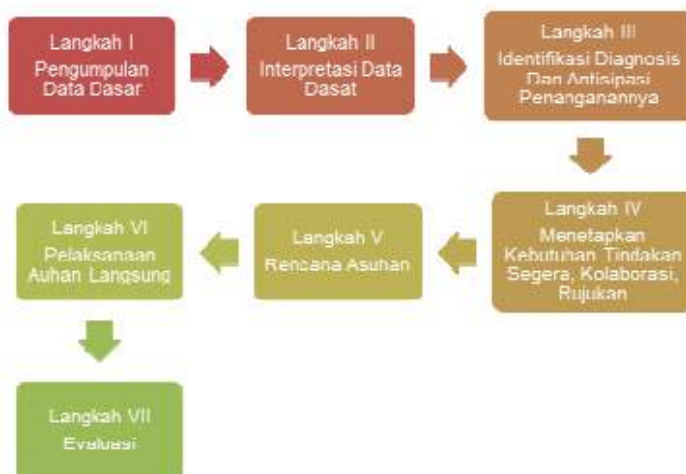 Langkah I
Pengumpulan
Data Dasar
Langkah II
Interpretasi Data
Dasat
Langkah III
Identifikasi Diagnosis
Dan Antisipasi
Penanganannya
Langkah IV
Menetapkan
Kebutuhan Tindakan
Segera, Kolaborasi,
Rujukan
Langkah V
Rencana Asuhan
Langkah VI
Pelaksanaan
Auhan Langsung
Langkah VII
Evaluasi